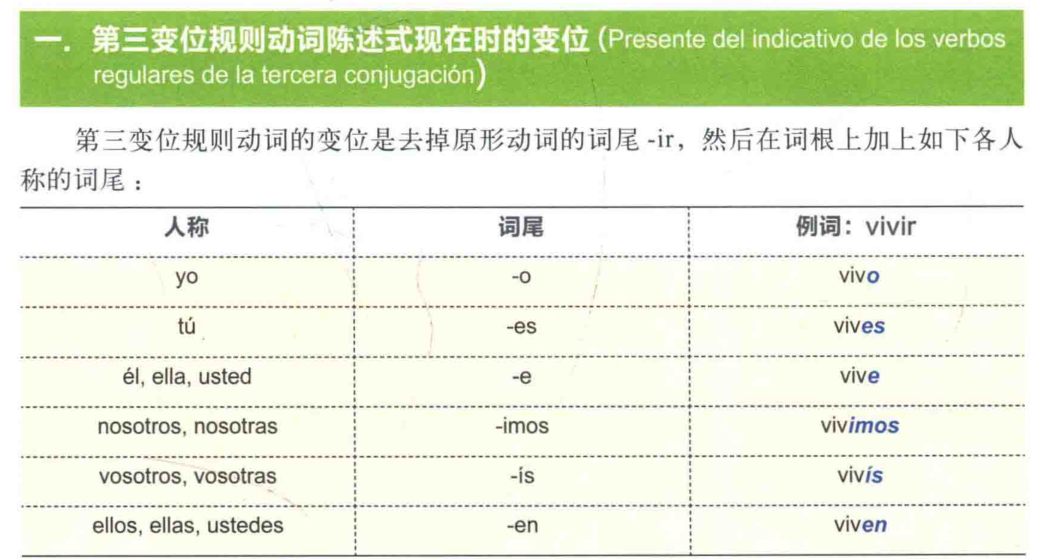 一．第三变位规则动词陈述式现在时的变位 (Presente del indicativo de los verbos
regulares de la tercera conjugación)
第三变位规则动词的变位是去掉原形动词的词尾 -ir，然后在词根上加上如下各人
称的词尾：
人称 词尾 例词：vivir
yo -o vivo
tú -es vives
él, ella, usted -e vive
nosotros, nosotras -imos vivimos
vosotros, vosotras -ís vivís
ellos, ellas, ustedes -en viven